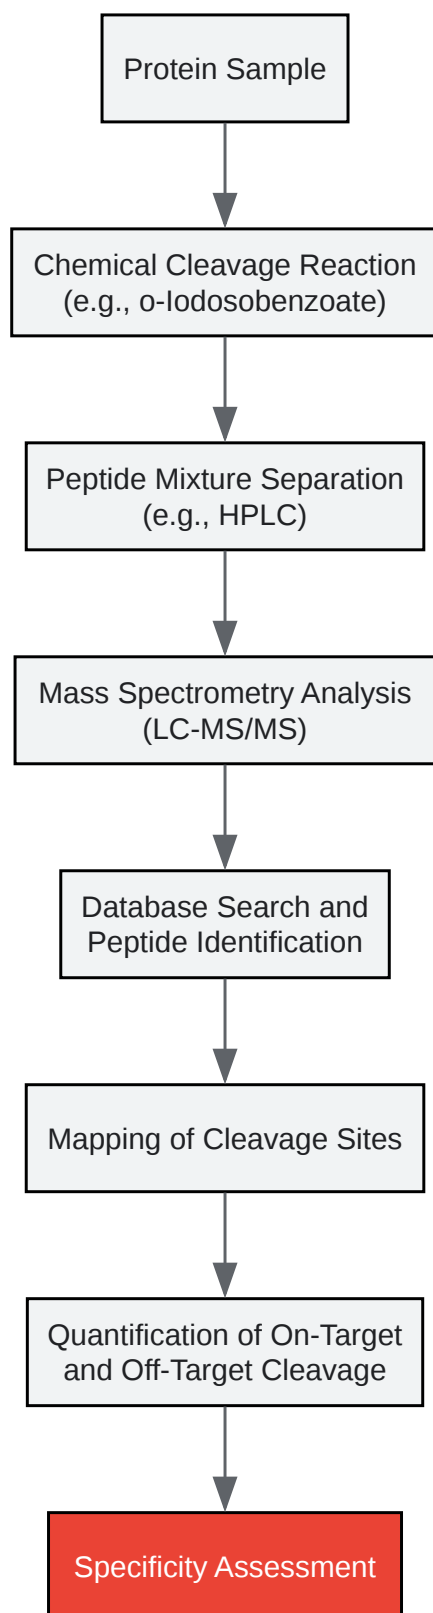 Protein Sample
Chemical Cleavage Reaction
(e.g., o-Iodosobenzoate)
Peptide Mixture Separation
(e.g., HPLC)
Mass Spectrometry Analysis
(LC-MS/MS)
Database Search and
Peptide Identification
Mapping of Cleavage Sites
Quantification of On-Target
and Off-Target Cleavage
Specificity Assessment